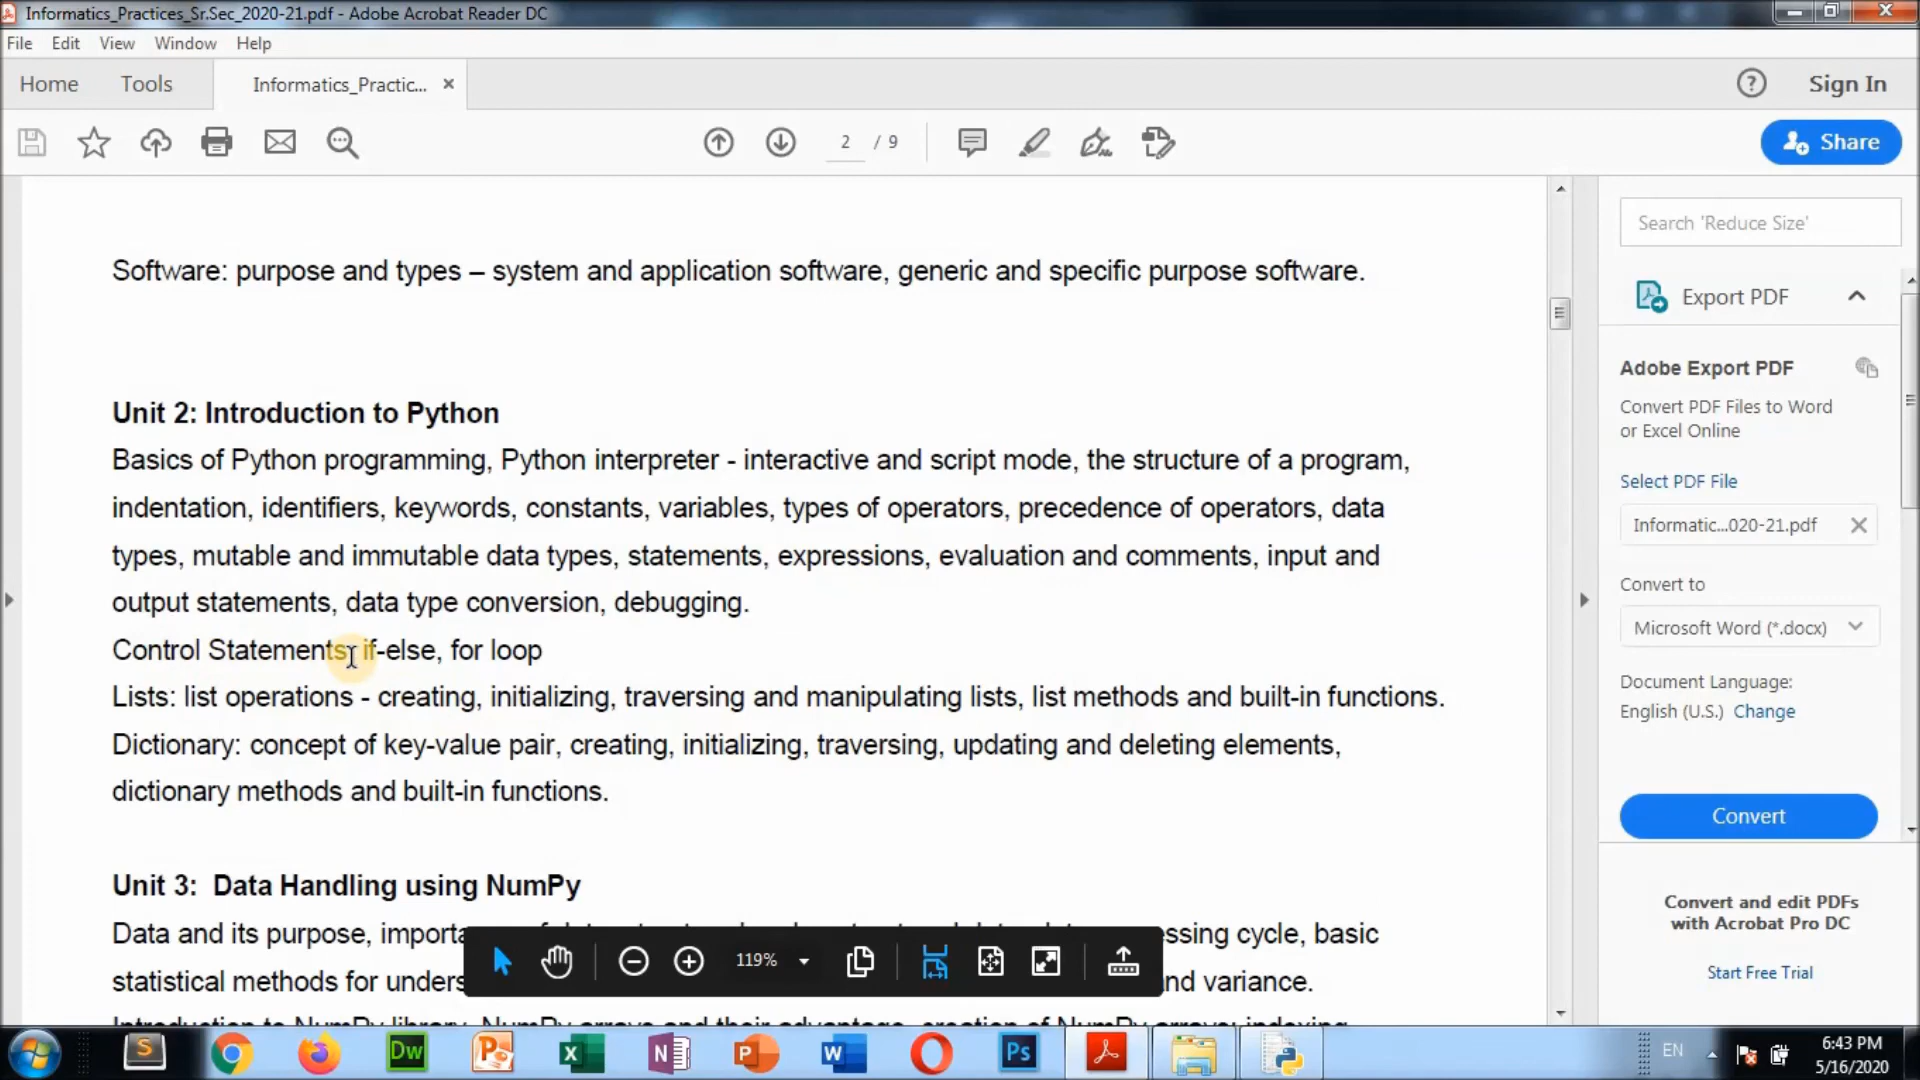 Informatics_Practices_Sr.Sec_2020-21.pdf - Adobe Acrobat Reader DC
File Edit View Window Help
Home Tools Informatics_Practic... × Sign In
2 / 9 Share
Software: purpose and types – system and application software, generic and specific purpose software.
Unit 2: Introduction to Python
Basics of Python programming, Python interpreter - interactive and script mode, the structure of a program,
indentation, identifiers, keywords, constants, variables, types of operators, precedence of operators, data
types, mutable and immutable data types, statements, expressions, evaluation and comments, input and
output statements, data type conversion, debugging.
Control Statements: if-else, for loop
Lists: list operations - creating, initializing, traversing and manipulating lists, list methods and built-in functions.
Dictionary: concept of key-value pair, creating, initializing, traversing, updating and deleting elements,
dictionary methods and built-in functions.
Unit 3: Data Handling using NumPy
Data and its purpose, importa essing cycle, basic
statistical methods for unders nd variance.
119%
Search 'Reduce Size'
Export PDF
Adobe Export PDF
Convert PDF Files to Word
or Excel Online
Select PDF File
Informatic...020-21.pdf
Convert to
Microsoft Word (*.docx)
Document Language:
English (U.S.) Change
Convert
Convert and edit PDFs
with Acrobat Pro DC
Start Free Trial
S Dw P X N P W Ps
EN
6:43 PM
5/16/2020